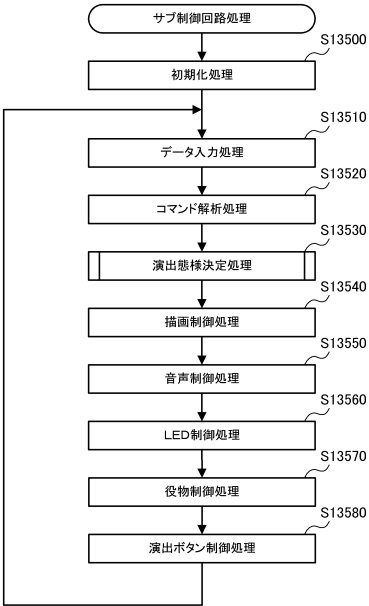 サブ制御回路処理
S13500
初期化処理
S13510
データ入力処理
S13520
コマンド解析処理
S13530
演出態様決定処理
S13540
描画制御処理
S13550
音声制御処理
S13560
ＬＥＤ制御処理
S13570
役物制御処理
S13580
演出ボタン制御処理